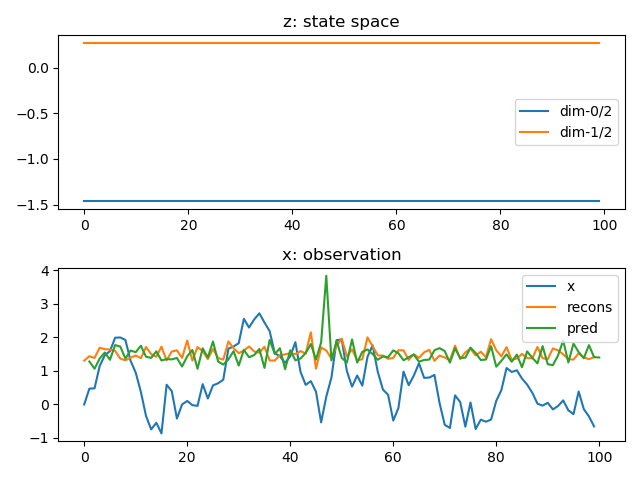 z: state space
0.0
−0.5
−1.0
−1.5
dim-0/2
dim-1/2
0 20 40 60 80 100
x: observation
4
3
2
1
0
−1
x
recons
pred
0 20 40 60 80 100